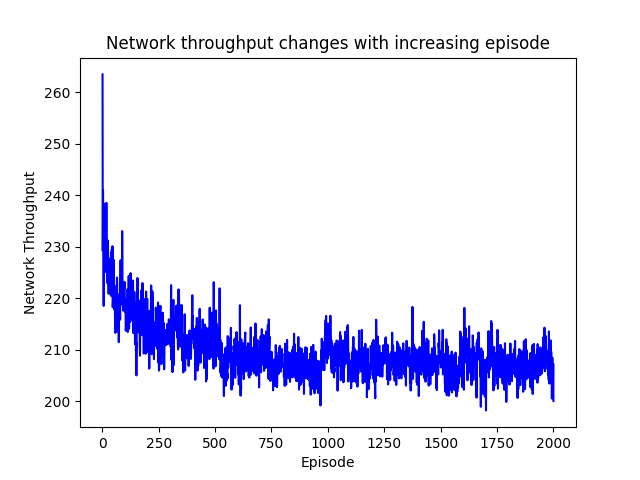 Network throughput changes with increasing episode
Network Throughput
260
250
240
230
220
210
200
0 250 500 750 1000 1250 1500 1750 2000
Episode